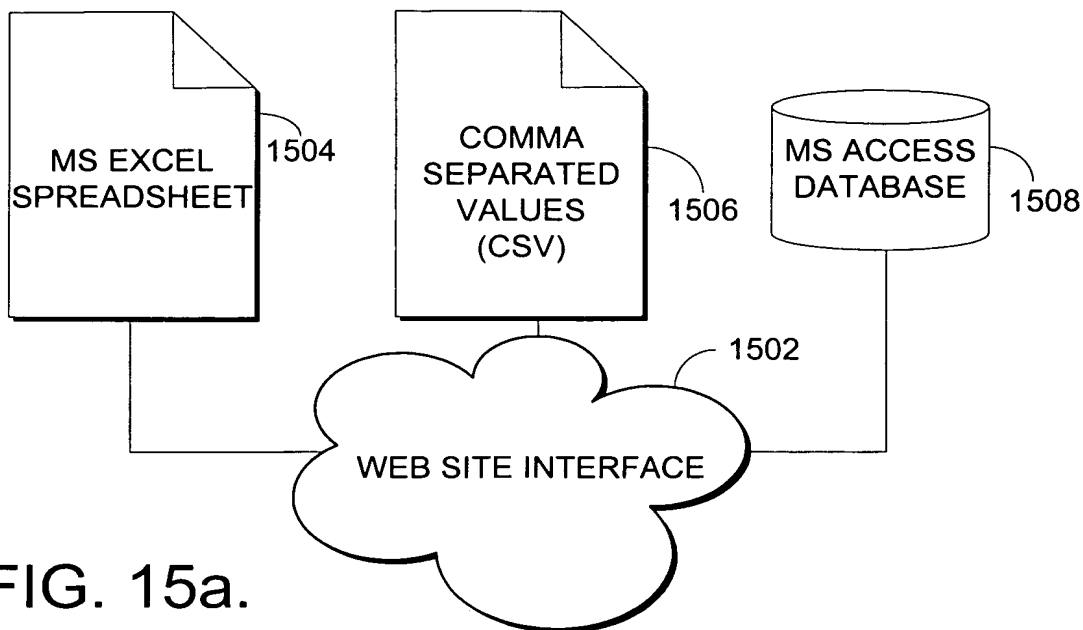 MS EXCEL
SPREADSHEET
1504
COMMA
SEPARATED
VALUES
(CSV)
1506
MS ACCESS
DATABASE
1508
1502
WEB SITE INTERFACE
FIG. 15a.